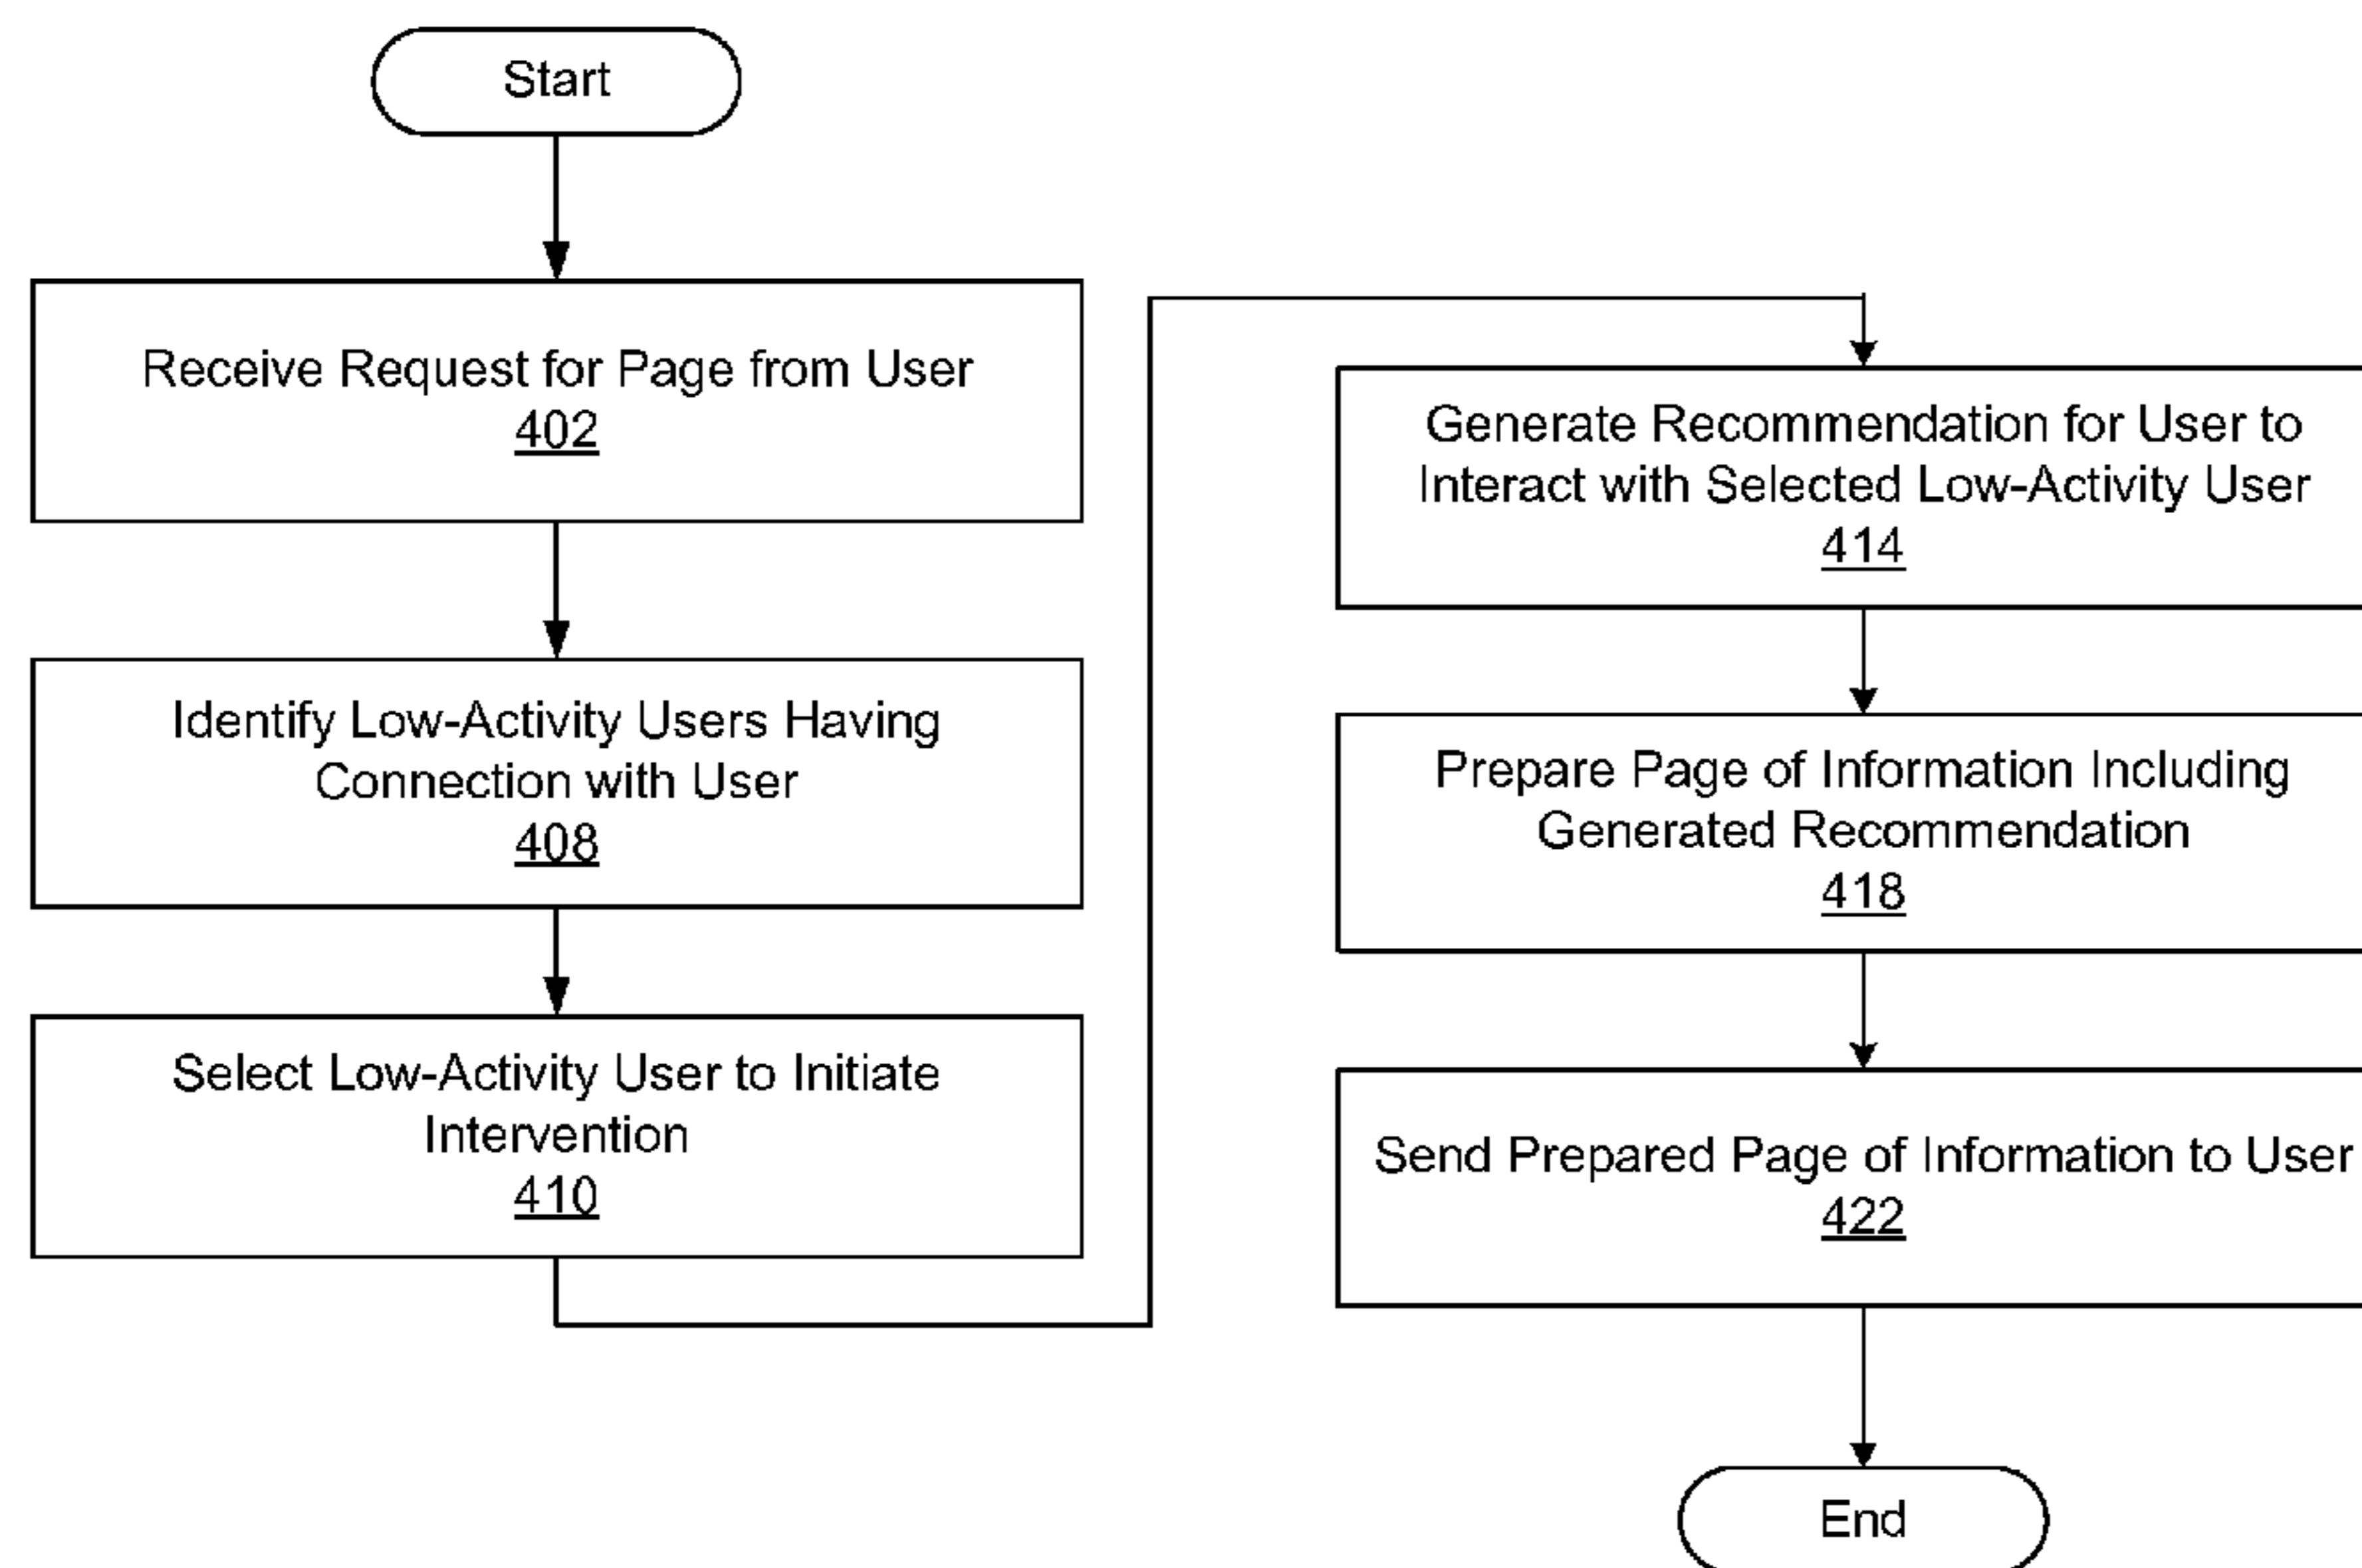 Start
Receive Request for Page from User
402
Identify Low-Activity Users Having
Connection with User
408
Select Low-Activity User to Initiate
Intervention
410
Generate Recommendation for User to
Interact with Selected Low-Activity User
414
Prepare Page of Information Including
Generated Recommendation
418
Send Prepared Page of Information to User
422
End